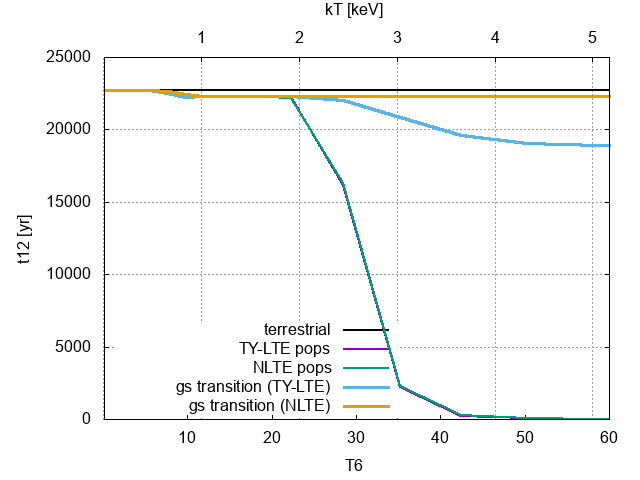 kT [keV]
1 2 3 4 5
25000
20000
15000
10000
5000
0
t12 [yr]
terrestrial
TY-LTE pops
NLTE pops
gs transition (TY-LTE)
gs transition (NLTE)
10 20 30 40 50 60
T6